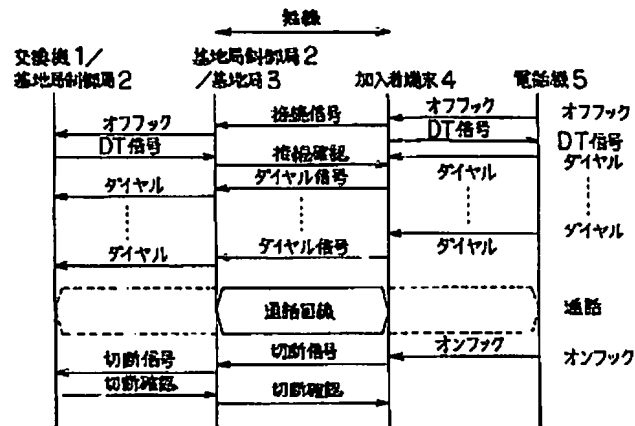 無線
交換機1/
基地局制御局2
基地局制御局2
/基地局3
加入者端末4
電話機5
オフフック
接続信号
オフフック
オフフック
DT信号
接続確認
DT信号
DT信号
ダイヤル
ダイヤル信号
ダイヤル
ダイヤル
ダイヤル
ダイヤル信号
ダイヤル
ダイヤル
通話回線
通話
切断信号
切断信号
オンフック
オンフック
切断確認
切断確認